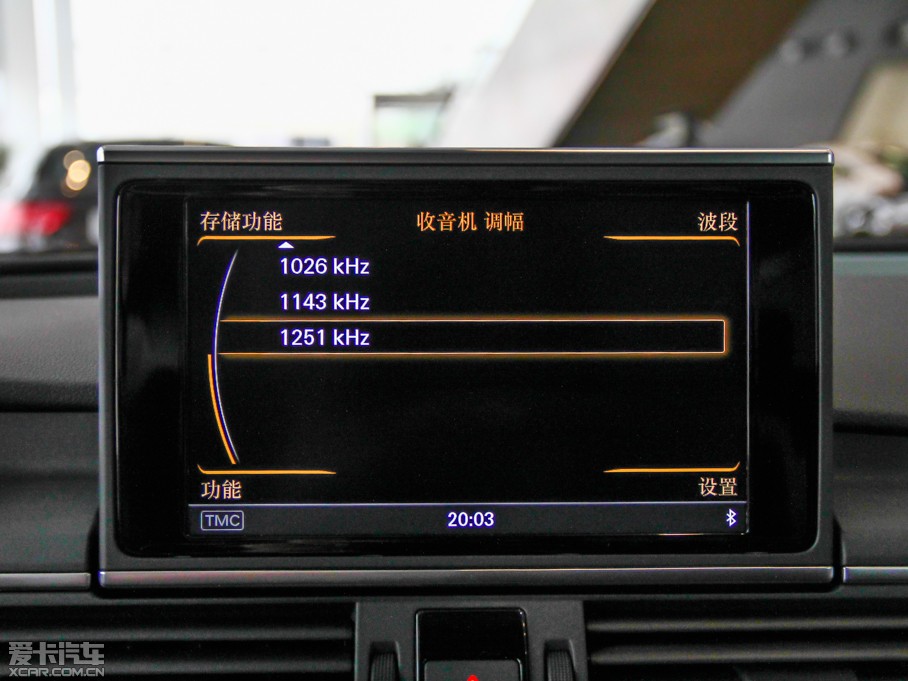 存储功能 收音机 调幅 波段
1026 kHz
1143 kHz
1251 kHz
功能 设置
TMC 20:03
爱卡汽车
XCAR.COM.CN